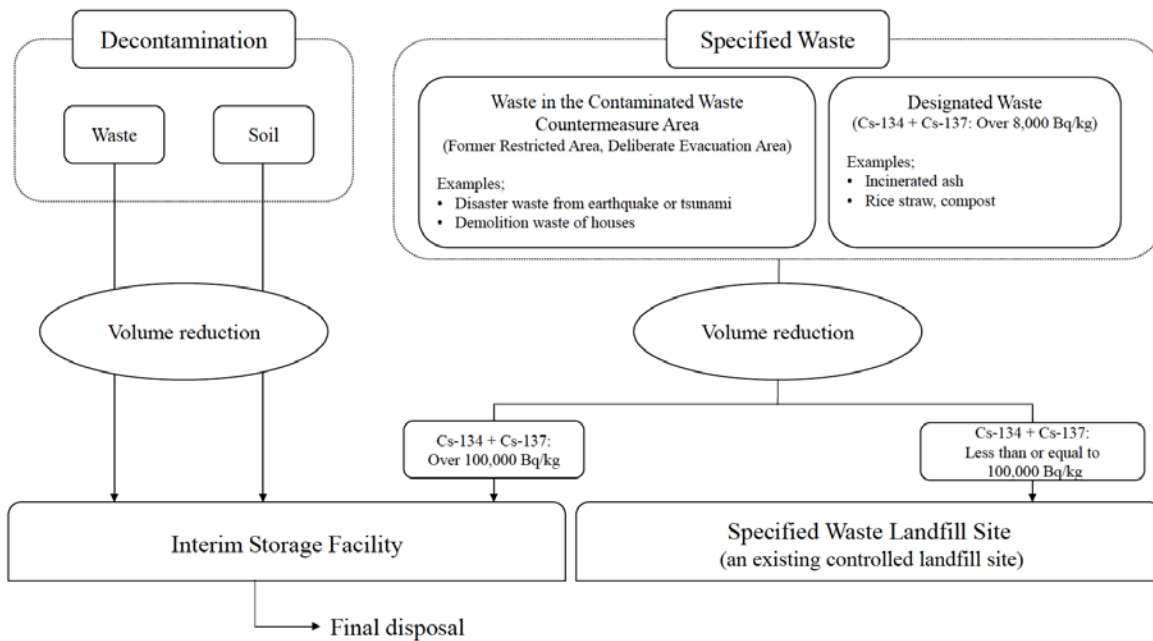 Decontamination
Waste
Soil
Volume reduction
Specified Waste
Waste in the Contaminated Waste
Countermeasure Area
(Former Restricted Area, Deliberate Evacuation Area)
Examples;
• Disaster waste from earthquake or tsunami
• Demolition waste of houses
Designated Waste
(Cs-134 + Cs-137: Over 8,000 Bq/kg)
Examples;
• Incinerated ash
• Rice straw, compost
Volume reduction
Cs-134 + Cs-137:
Over 100,000 Bq/kg
Cs-134 + Cs-137:
Less than or equal to
100,000 Bq/kg
Interim Storage Facility
Specified Waste Landfill Site
(an existing controlled landfill site)
Final disposal